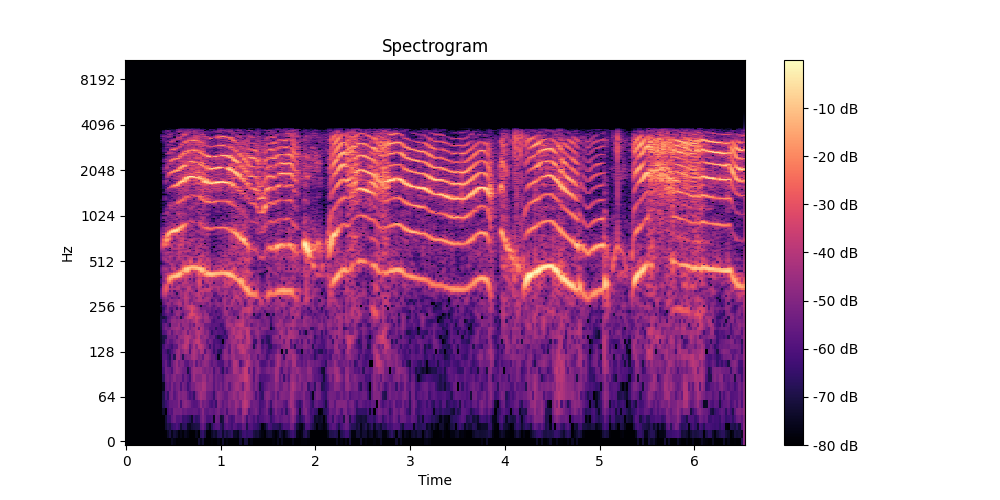 Spectrogram
8192
4096
2048
1024
512
256
128
64
0
Hz
0 1 2 3 4 5 6
Time
-10 dB
-20 dB
-30 dB
-40 dB
-50 dB
-60 dB
-70 dB
-80 dB